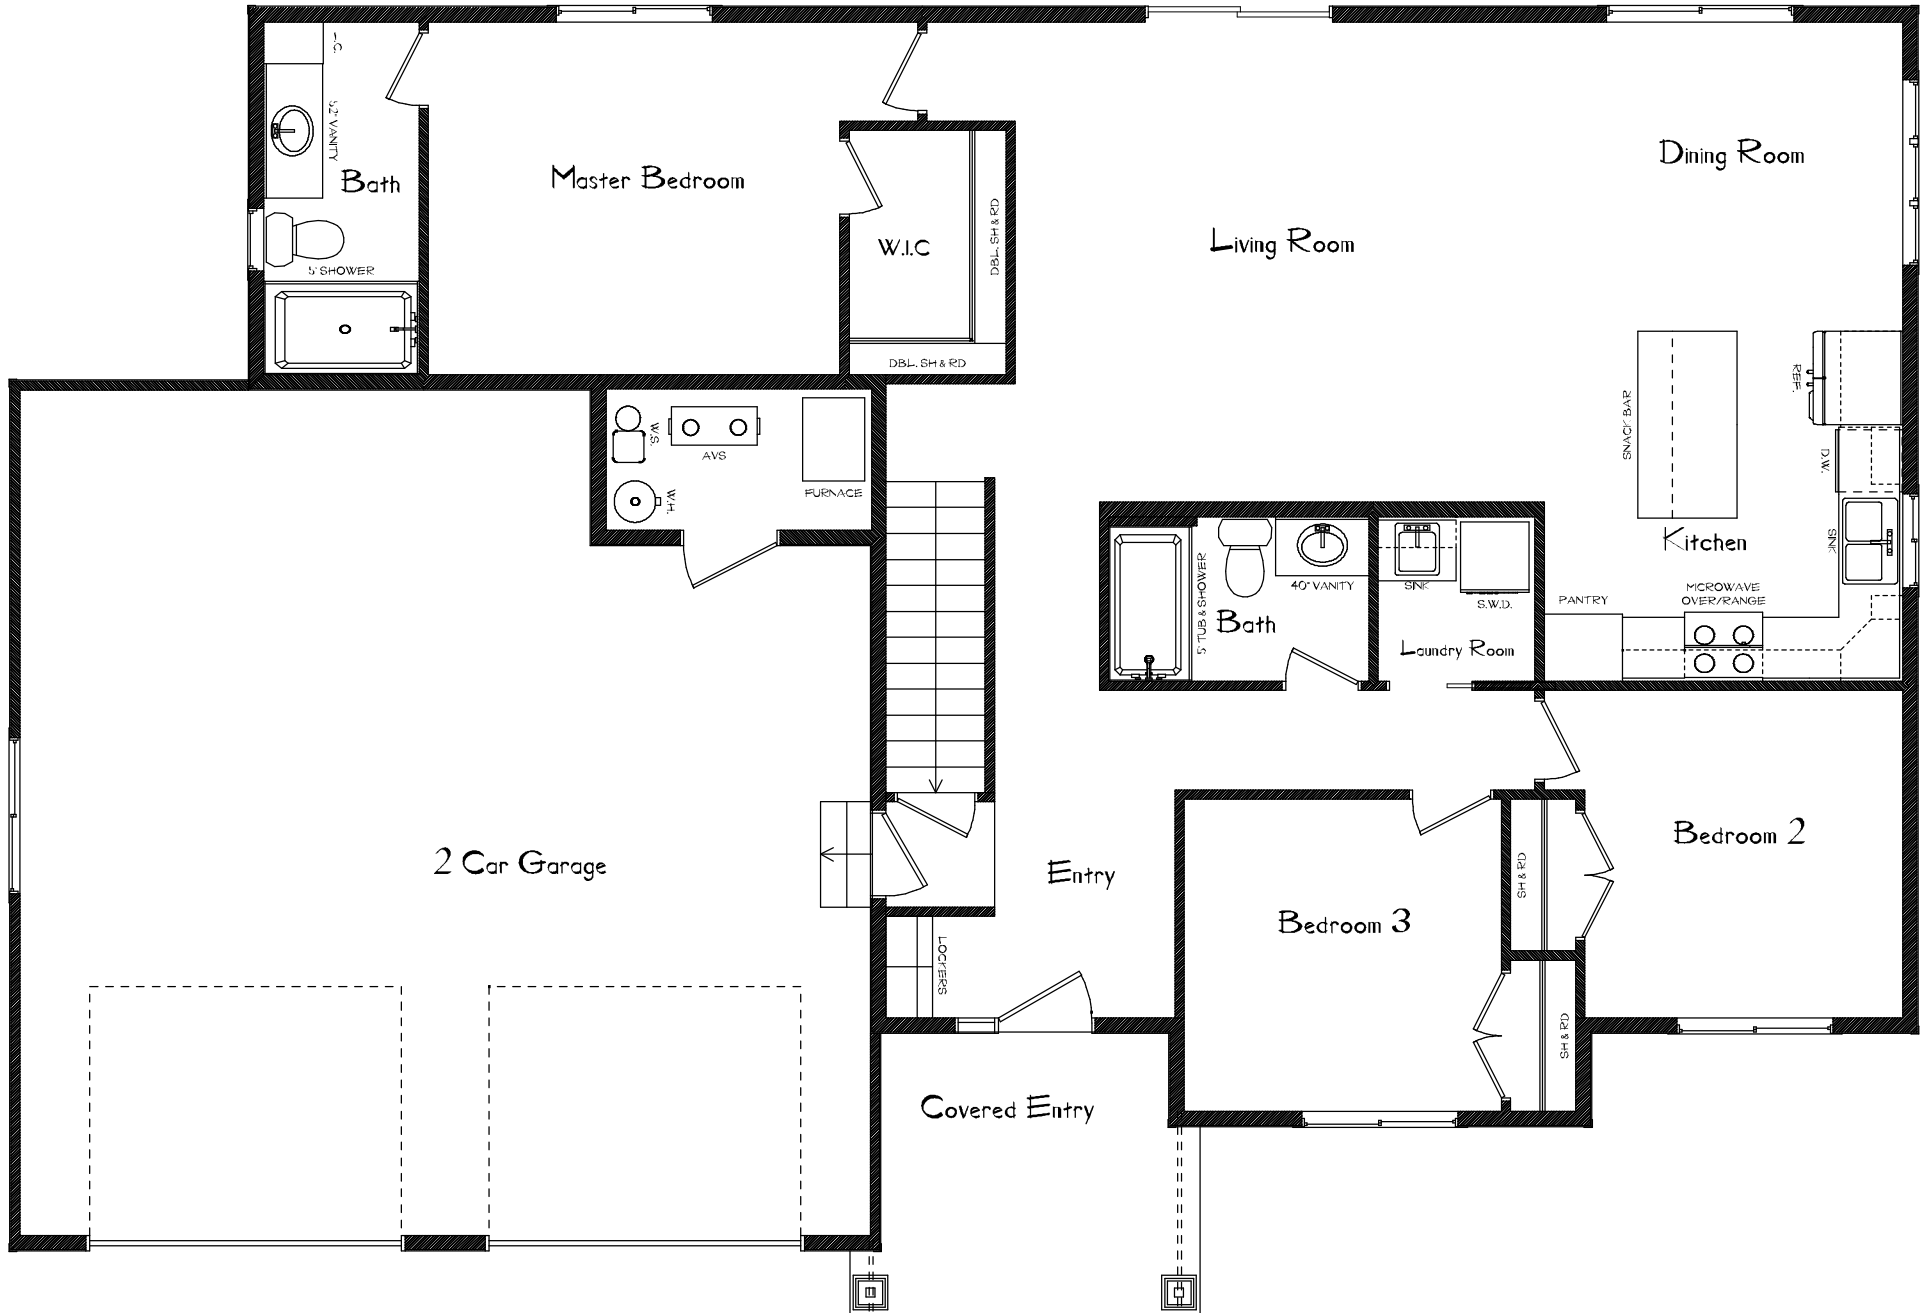 L.C.
52" VANITY
Bath
5' SHOWER
Master Bedroom
W.I.C
DBL. SH & RD
DBL. SH & RD
Living Room
Dining Room
SNACK BAR
REF.
D.W.
SINK
Kitchen
MICROWAVE
OVER/RANGE
PANTRY
W.S.
AVS
W.H.
FURNACE
5' TUB & SHOWER
Bath
40" VANITY
SINK
S.W.D.
Laundry Room
2 Car Garage
Entry
LOCKERS
Bedroom 3
SH & RD
SH & RD
Bedroom 2
Covered Entry